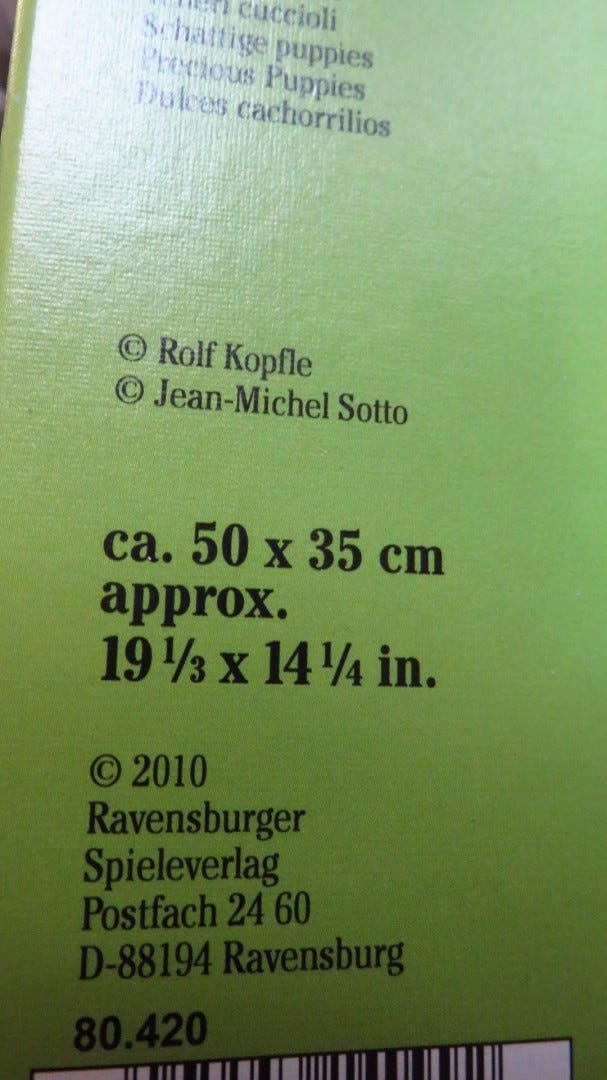 cuccioli
Schattige puppies
Precious Puppies
Dulces cachorrilios
© Rolf Kopfle
© Jean-Michel Sotto
ca. 50 x 35 cm
approx.
19 ⅓ x 14 ¼ in.
© 2010
Ravensburger
Spieleverlag
Postfach 24 60
D-88194 Ravensburg
80.420